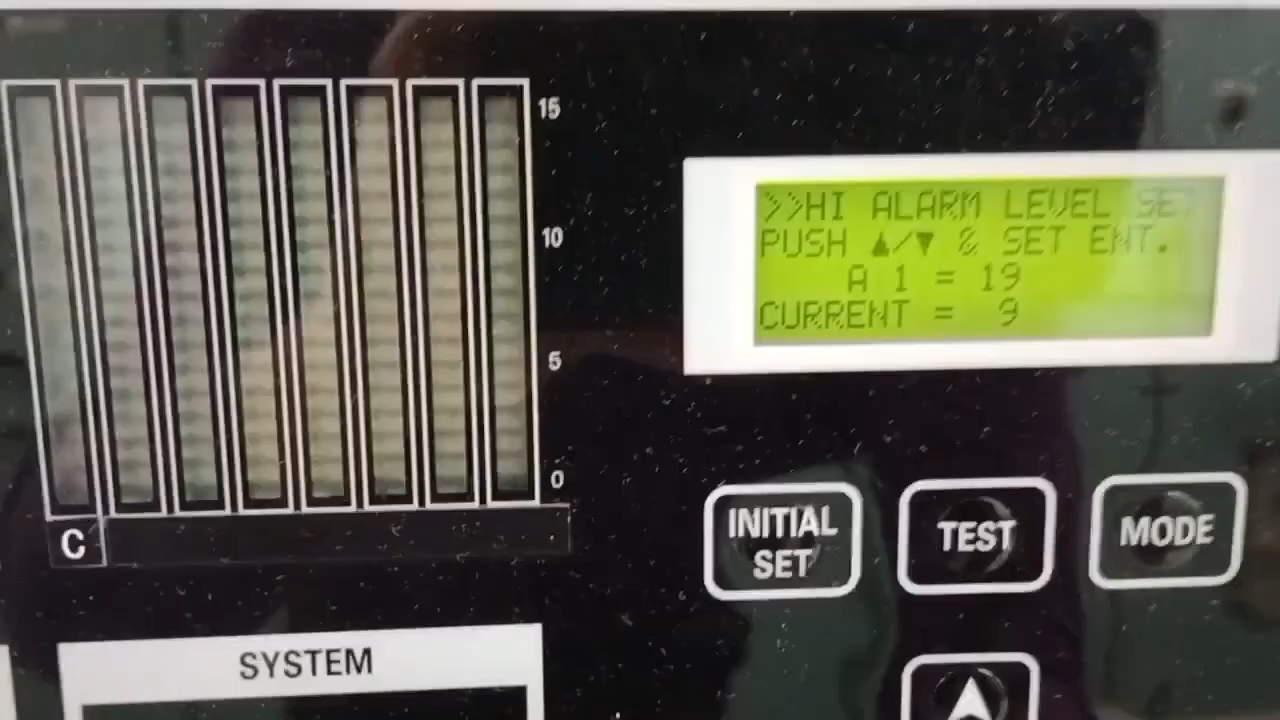 15
10
5
0
C
>>HI ALARM LEVEL SET
PUSH ▲/▼ & SET ENT.
A 1 = 19
CURRENT = 9
INITIAL
SET
TEST
MODE
SYSTEM